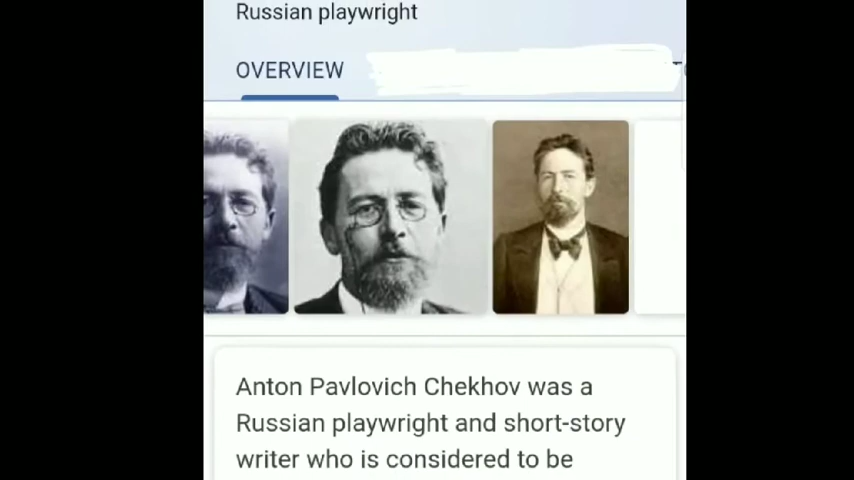 Russian playwright
OVERVIEW
Anton Pavlovich Chekhov was a
Russian playwright and short-story
writer who is considered to be